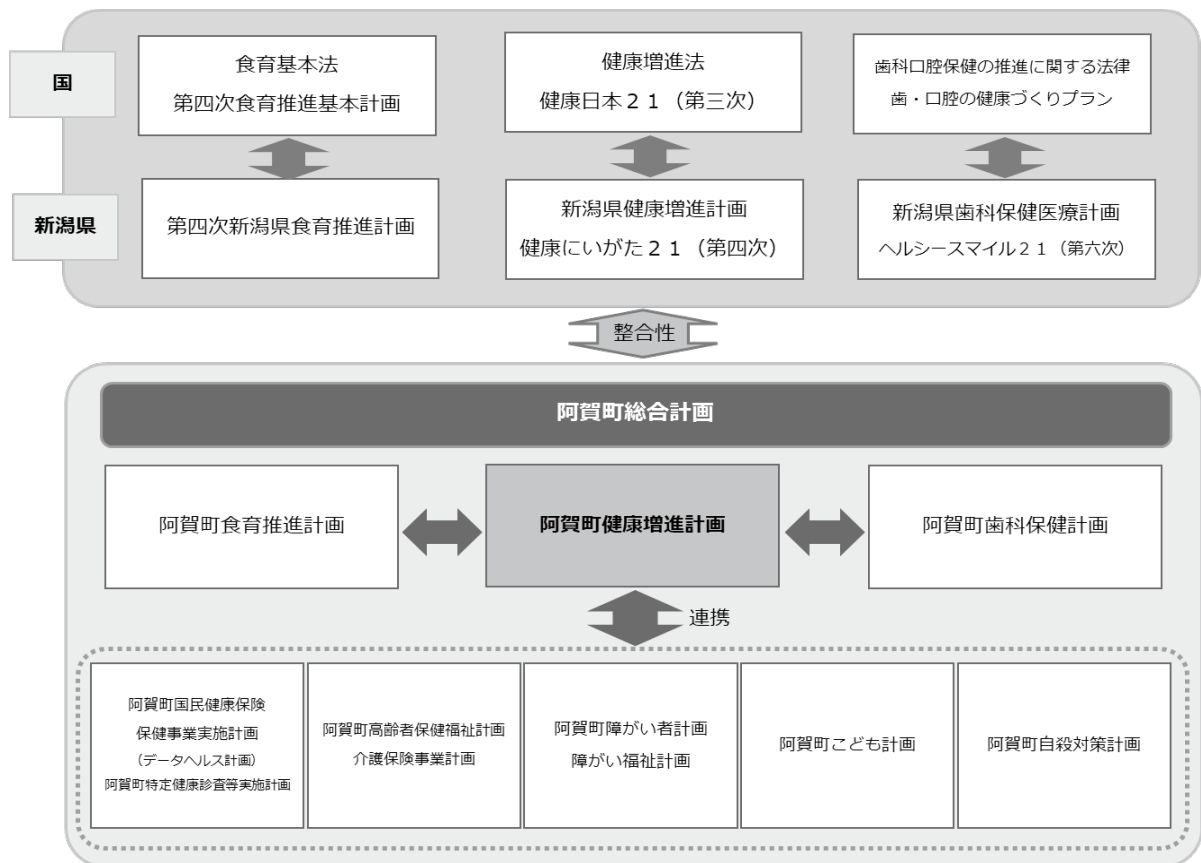 国
食育基本法
第四次食育推進基本計画
健康増進法
健康日本２１（第三次）
歯科口腔保健の推進に関する法律
歯・口腔の健康づくりプラン
新潟県
第四次新潟県食育推進計画
新潟県健康増進計画
健康にいがた２１（第四次）
新潟県歯科保健医療計画
ヘルシースマイル２１（第六次）
整合性
阿賀町総合計画
阿賀町食育推進計画
阿賀町健康増進計画
阿賀町歯科保健計画
連携
阿賀町国民健康保険
保健事業実施計画
（データヘルス計画）
阿賀町特定健康診査等実施計画
阿賀町高齢者保健福祉計画
介護保険事業計画
阿賀町障がい者計画
障がい福祉計画
阿賀町こども計画
阿賀町自殺対策計画